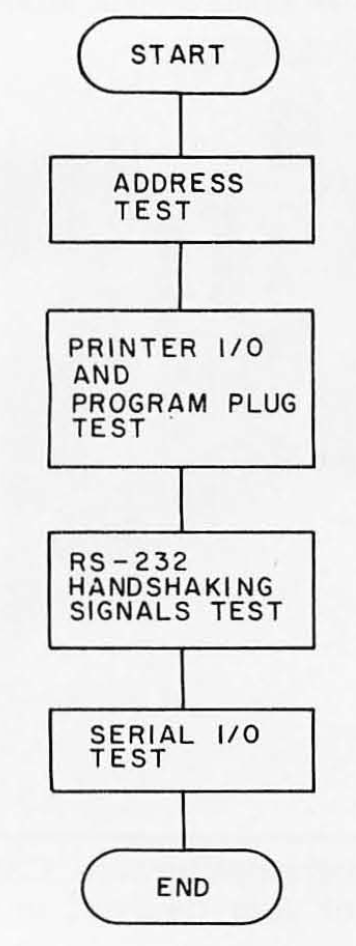 START
ADDRESS
TEST
PRINTER I/O
AND
PROGRAM PLUG
TEST
RS-232
HANDSHAKING
SIGNALS TEST
SERIAL I/O
TEST
END